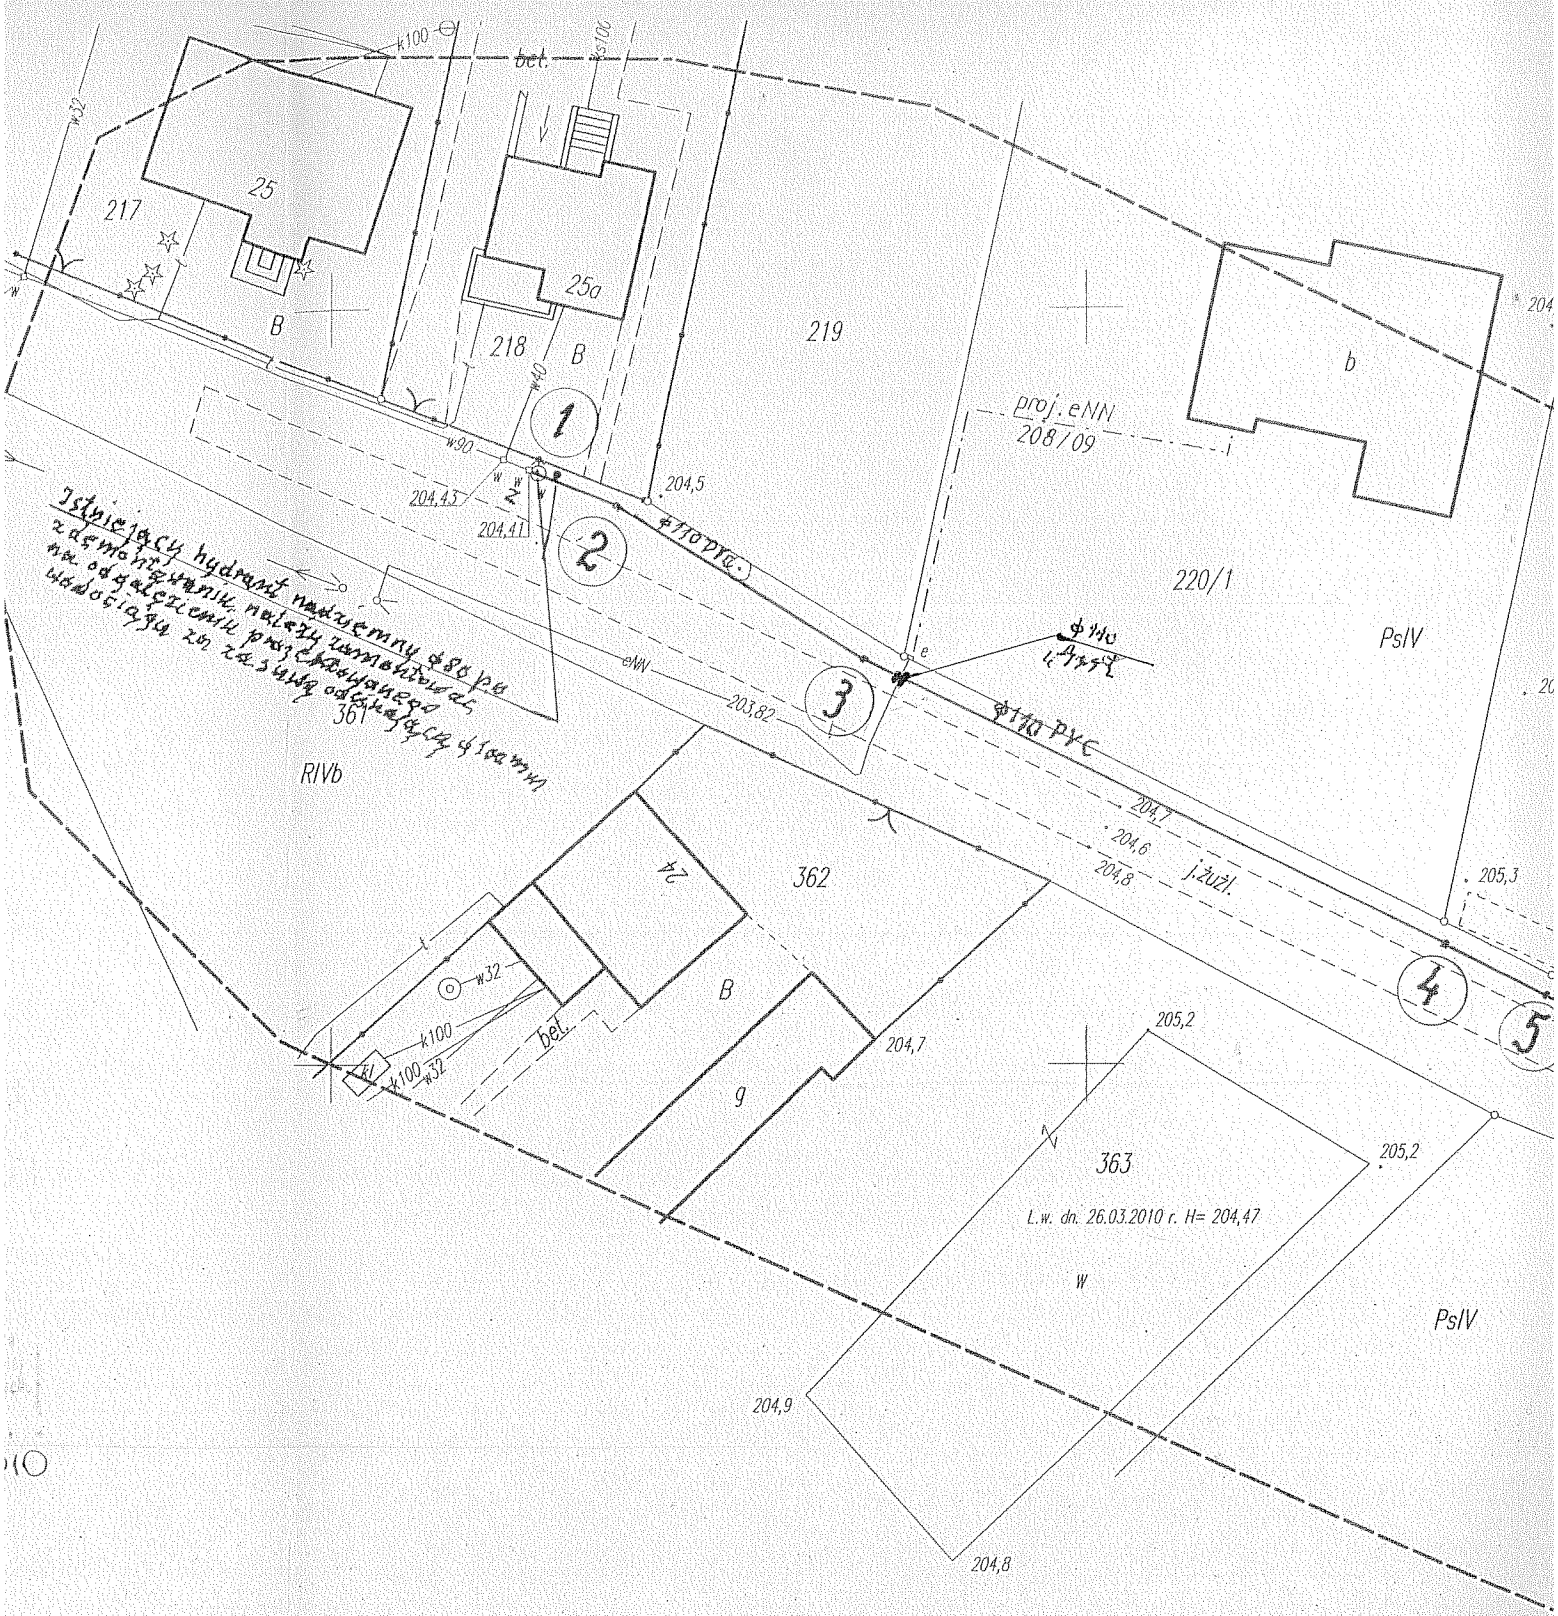 k100
bet.
ks100
w32
25
217
25a
B
218
B
219
b
204
w40
proj. eNN
208/09
1
w90
w
w
w
w
204,43
204,41
204,5
2
ϕ110 PVC
Istniejący hydrant nadziemny ϕ80 po
zdemontowaniu, należy zamontować
na odgałęzieniu projektowanego
wodociągu za zasuwą odcinającą ϕ100mm
361
RIVb
eNN
203,82
3
e
ϕ110
220/1
PsIV
20
ϕ110 PVC
204,7
204,6
204,8
j.żużl.
205,3
4
5
24
362
t
w32
B
k100
bet.
k100
w32
kl
g
204,7
205,2
205,2
363
L.w. dn. 26.03.2010 r. H= 204,47
w
PsIV
204,9
204,8